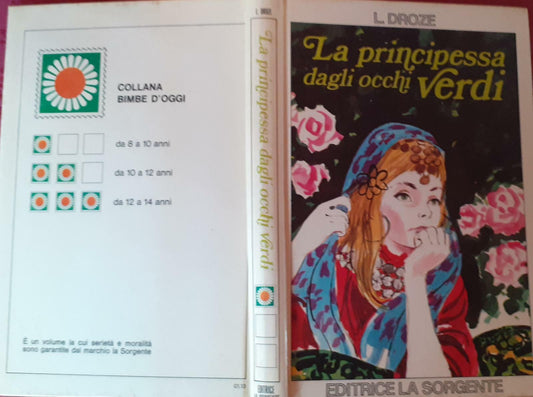 COLLANA
BIMBE D'OGGI
da 8 a 10 anni
da 10 a 12 anni
da 12 a 14 anni
È un volume la cui serietà e moralità
sono garantite dal marchio la Sorgente
L. DROZE
La principessa dagli occhi verdi
EDITRICE
LA SORGENTE
L. DROZE
La principessa
dagli occhi verdi
EDITRICE LA SORGENTE